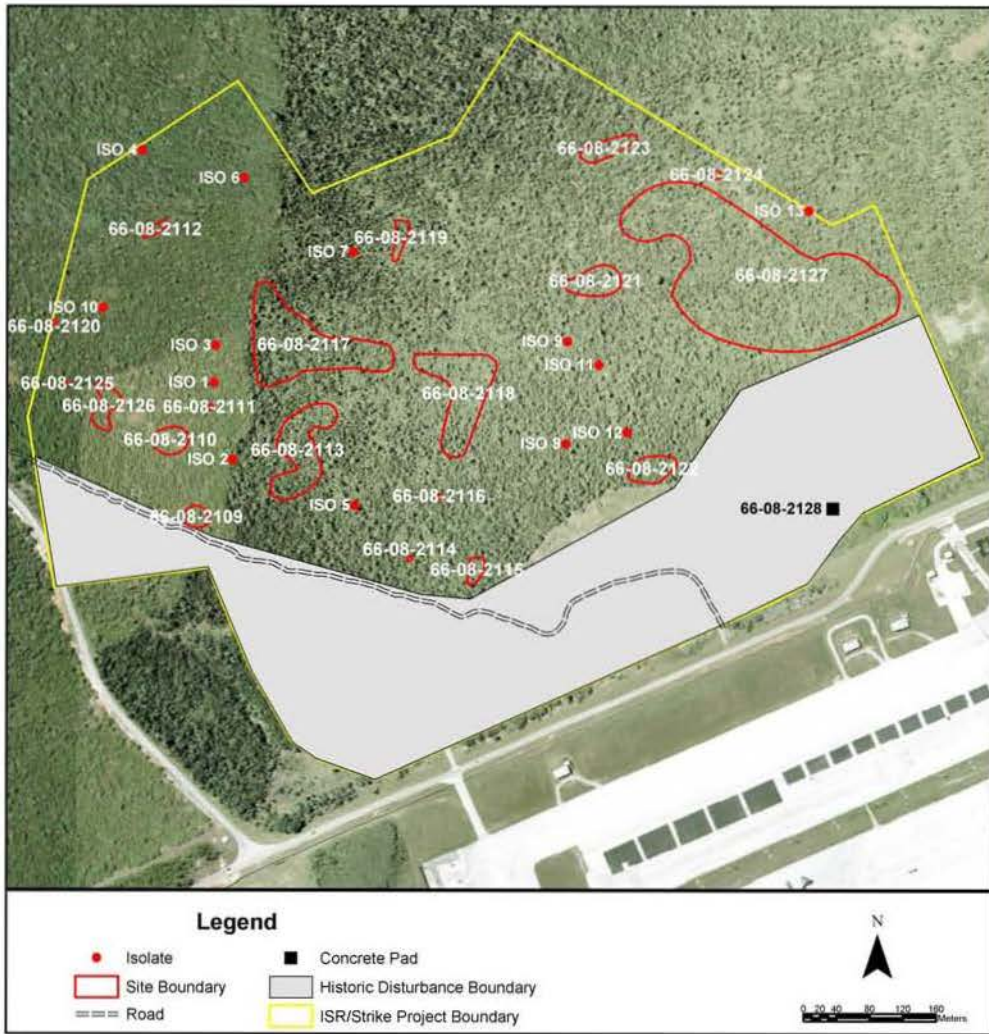 ISO 4
66-08-2123
ISO 6
66-08-2124
ISO 13
66-08-2112
66-08-2119
ISO 7
66-08-2127
66-08-2121
ISO 10
66-08-2120
ISO 3
66-08-2117
ISO 9
ISO 11
66-08-2125
ISO 1
66-08-2118
66-08-2126
66-08-2111
66-08-2110
ISO 12
ISO 8
66-08-2113
ISO 2
66-08-2122
66-08-2116
ISO 5
66-08-2128
66-08-2109
66-08-2114
66-08-2115
Legend
Isolate
Concrete Pad
Site Boundary
Historic Disturbance Boundary
Road
ISR/Strike Project Boundary
N
0 20 40 80 120 160
Meters